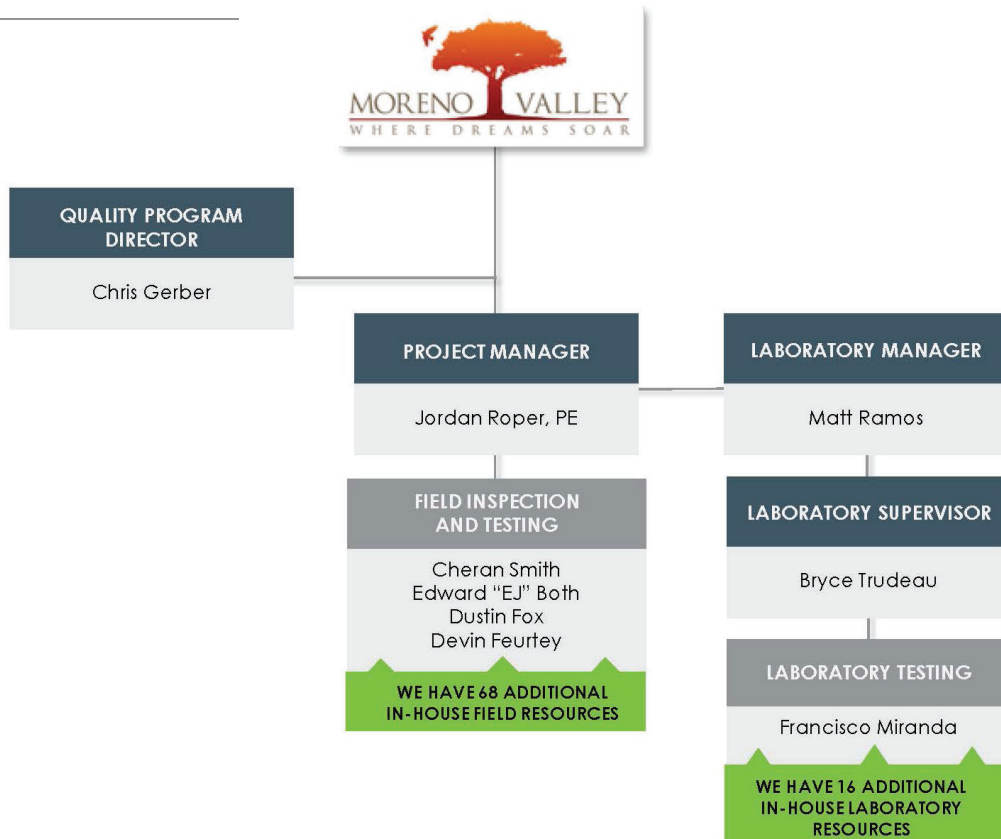 MORENO VALLEY
WHERE DREAMS SOAR
QUALITY PROGRAM
DIRECTOR
Chris Gerber
PROJECT MANAGER
Jordan Roper, PE
LABORATORY MANAGER
Matt Ramos
FIELD INSPECTION
AND TESTING
Cheran Smith
Edward “EJ” Both
Dustin Fox
Devin Feurtey
WE HAVE 68 ADDITIONAL
IN-HOUSE FIELD RESOURCES
LABORATORY SUPERVISOR
Bryce Trudeau
LABORATORY TESTING
Francisco Miranda
WE HAVE 16 ADDITIONAL
IN-HOUSE LABORATORY
RESOURCES